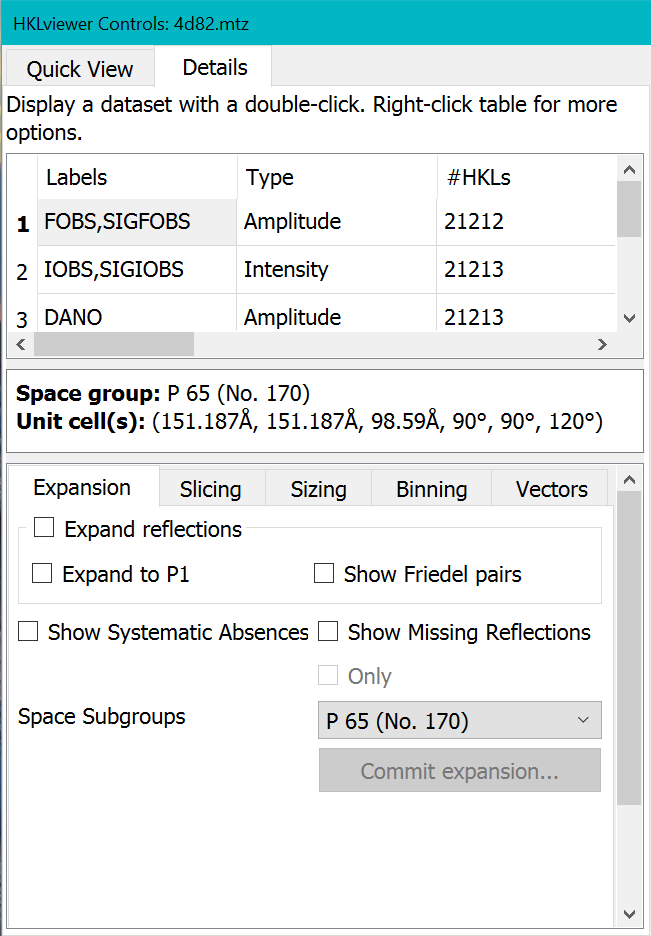 HKLviewer Controls: 4d82.mtz
Quick View Details
Display a dataset with a double-click. Right-click table for more
options.
Labels Type #HKLs
1 FOBS,SIGFOBS Amplitude 21212
2 IOBS,SIGIOBS Intensity 21213
3 DANO Amplitude 21213
Space group: P 65 (No. 170)
Unit cell(s): (151.187Å, 151.187Å, 98.59Å, 90°, 90°, 120°)
Expansion Slicing Sizing Binning Vectors
Expand reflections
Expand to P1 Show Friedel pairs
Show Systematic Absences Show Missing Reflections
Only
Space Subgroups P 65 (No. 170)
Commit expansion...